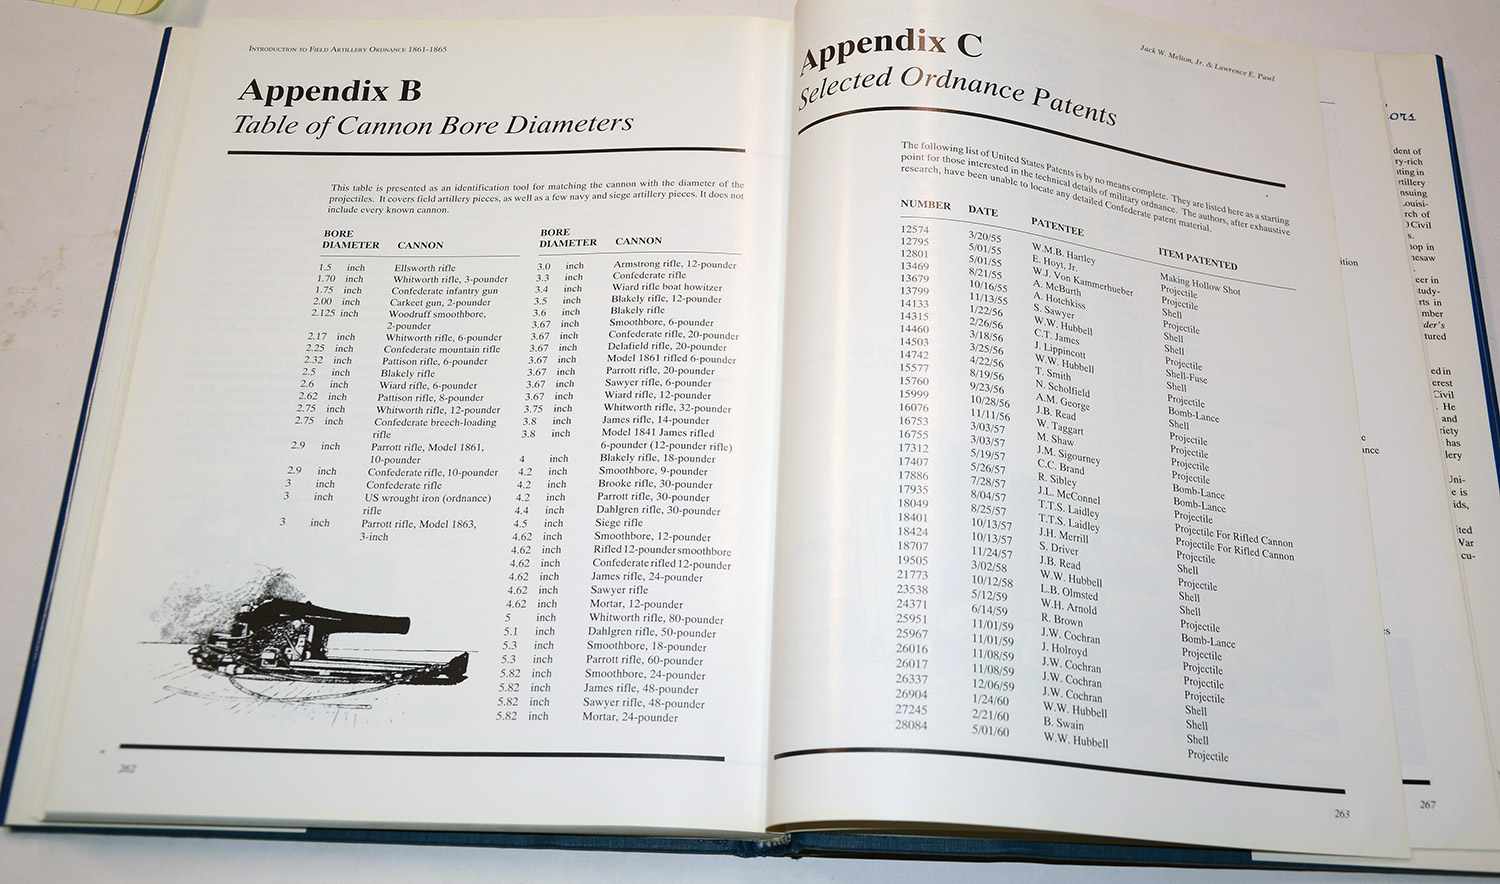 INTRODUCTION TO FIELD ARTILLERY ORDNANCE 1861-1865
Appendix B
Table of Cannon Bore Diameters
This table is presented as an identification tool for matching the cannon with the diameter of the
projectiles. It covers field artillery pieces, as well as a few navy and siege artillery pieces. It does not
include every known cannon.
BORE
DIAMETER CANNON
1.5 inch Ellsworth rifle
1.70 inch Whitworth rifle, 3-pounder
1.75 inch Confederate infantry gun
2.00 inch Carkeet gun, 2-pounder
2.125 inch Woodruff smoothbore,
2-pounder
2.17 inch Whitworth rifle, 6-pounder
2.25 inch Confederate mountain rifle
2.32 inch Pattison rifle, 6-pounder
2.5 inch Blakely rifle
2.6 inch Wiard rifle, 6-pounder
2.62 inch Pattison rifle, 8-pounder
2.75 inch Whitworth rifle, 12-pounder
2.75 inch Confederate breech-loading
rifle
2.9 inch Parrott rifle, Model 1861,
10-pounder
2.9 inch Confederate rifle, 10-pounder
3 inch Confederate rifle
3 inch US wrought iron (ordnance)
rifle
3 inch Parrott rifle, Model 1863,
3-inch
BORE
DIAMETER CANNON
3.0 inch Armstrong rifle, 12-pounder
3.3 inch Confederate rifle
3.4 inch Wiard rifle boat howitzer
3.5 inch Blakely rifle, 12-pounder
3.6 inch Blakely rifle
3.67 inch Smoothbore, 6-pounder
3.67 inch Confederate rifle, 20-pounder
3.67 inch Delafield rifle, 20-pounder
3.67 inch Model 1861 rifled 6-pounder
3.67 inch Parrott rifle, 20-pounder
3.67 inch Sawyer rifle, 6-pounder
3.67 inch Wiard rifle, 12-pounder
3.75 inch Whitworth rifle, 32-pounder
3.8 inch James rifle, 14-pounder
3.8 inch Model 1841 James rifled
6-pounder (12-pounder rifle)
4 inch Blakely rifle, 18-pounder
4.2 inch Smoothbore, 9-pounder
4.2 inch Brooke rifle, 30-pounder
4.2 inch Parrott rifle, 30-pounder
4.4 inch Dahlgren rifle, 30-pounder
4.5 inch Siege rifle
4.62 inch Smoothbore, 12-pounder
4.62 inch Rifled 12-pounder smoothbore
4.62 inch Confederate rifled 12-pounder
4.62 inch James rifle, 24-pounder
4.62 inch Sawyer rifle
4.62 inch Mortar, 12-pounder
5 inch Whitworth rifle, 80-pounder
5.1 inch Dahlgren rifle, 50-pounder
5.3 inch Smoothbore, 18-pounder
5.3 inch Parrott rifle, 60-pounder
5.82 inch Smoothbore, 24-pounder
5.82 inch James rifle, 48-pounder
5.82 inch Sawyer rifle, 48-pounder
5.82 inch Mortar, 24-pounder
262
Jack W. Melton, Jr. & Lawrence E. Pawl
Appendix C
Selected Ordnance Patents
The following list of United States Patents is by no means complete. They are listed here as a starting
point for those interested in the technical details of military ordnance. The authors, after exhaustive
research, have been unable to locate any detailed Confederate patent material.
NUMBER
12574
12795
12801
13469
13679
13799
14133
14315
14460
14503
14742
15577
15760
15999
16076
16753
16755
17312
17407
17886
17935
18049
18401
18424
18707
19505
21773
23538
24371
25951
25967
26016
26017
26337
26904
27245
28084
DATE
3/20/55
5/01/55
5/01/55
8/21/55
10/16/55
11/13/55
1/22/56
2/26/56
3/18/56
3/25/56
4/22/56
8/19/56
9/23/56
10/28/56
11/11/56
3/03/57
3/03/57
5/19/57
5/26/57
7/28/57
8/04/57
8/25/57
10/13/57
10/13/57
11/24/57
3/02/58
10/12/58
5/12/59
6/14/59
11/01/59
11/01/59
11/08/59
11/08/59
12/06/59
1/24/60
2/21/60
5/01/60
PATENTEE
W.M.B. Hartley
E. Hoyt, Jr.
W.J. Von Kammerhueber
A. McBurth
A. Hotchkiss
S. Sawyer
W.W. Hubbell
C.T. James
J. Lippincott
W.W. Hubbell
T. Smith
N. Scholfield
A.M. George
J.B. Read
W. Taggart
M. Shaw
J.M. Sigourney
C.C. Brand
R. Sibley
J.L. McConnel
T.T.S. Laidley
T.T.S. Laidley
J.H. Merrill
S. Driver
J.B. Read
W.W. Hubbell
L.B. Olmsted
W.H. Arnold
R. Brown
J.W. Cochran
J. Holroyd
J.W. Cochran
J.W. Cochran
J.W. Cochran
W.W. Hubbell
B. Swain
W.W. Hubbell
ITEM PATENTED
Making Hollow Shot
Projectile
Shell
Projectile
Shell
Shell
Projectile
Shell-Fuse
Shell
Projectile
Bomb-Lance
Shell
Projectile
Projectile
Projectile
Projectile
Bomb-Lance
Bomb-Lance
Projectile
Projectile For Rifled Cannon
Projectile For Rifled Cannon
Projectile
Shell
Projectile
Shell
Shell
Projectile
Bomb-Lance
Projectile
Projectile
Projectile
Shell
Shell
Shell
Projectile
263
267